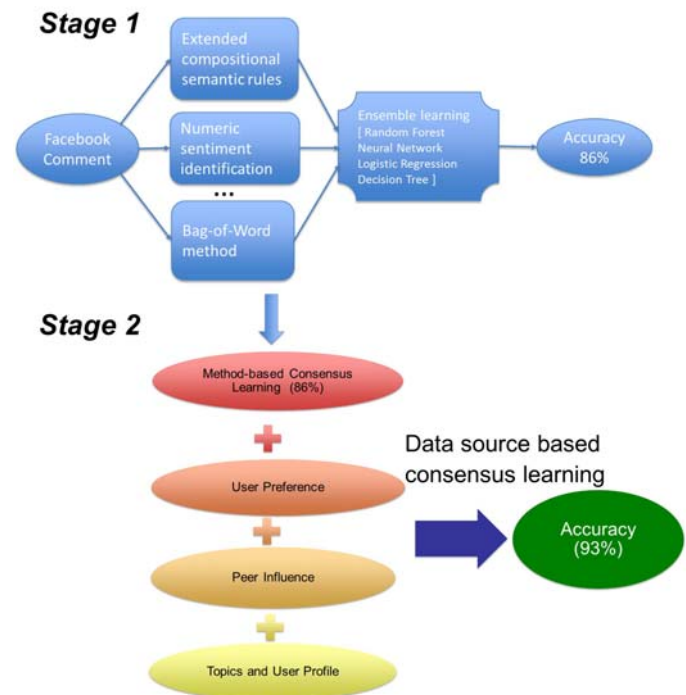 Stage 1
Extended
compositional
semantic rules
Facebook
Comment
Numeric
sentiment
identification
...
Bag-of-Word
method
Ensemble learning
[ Random Forest
Neural Network
Logistic Regression
Decision Tree ]
Accuracy
86%
Stage 2
Method-based Consensus
Learning (86%)
User Preference
Peer Influence
Topics and User Profile
Data source based
consensus learning
Accuracy
(93%)